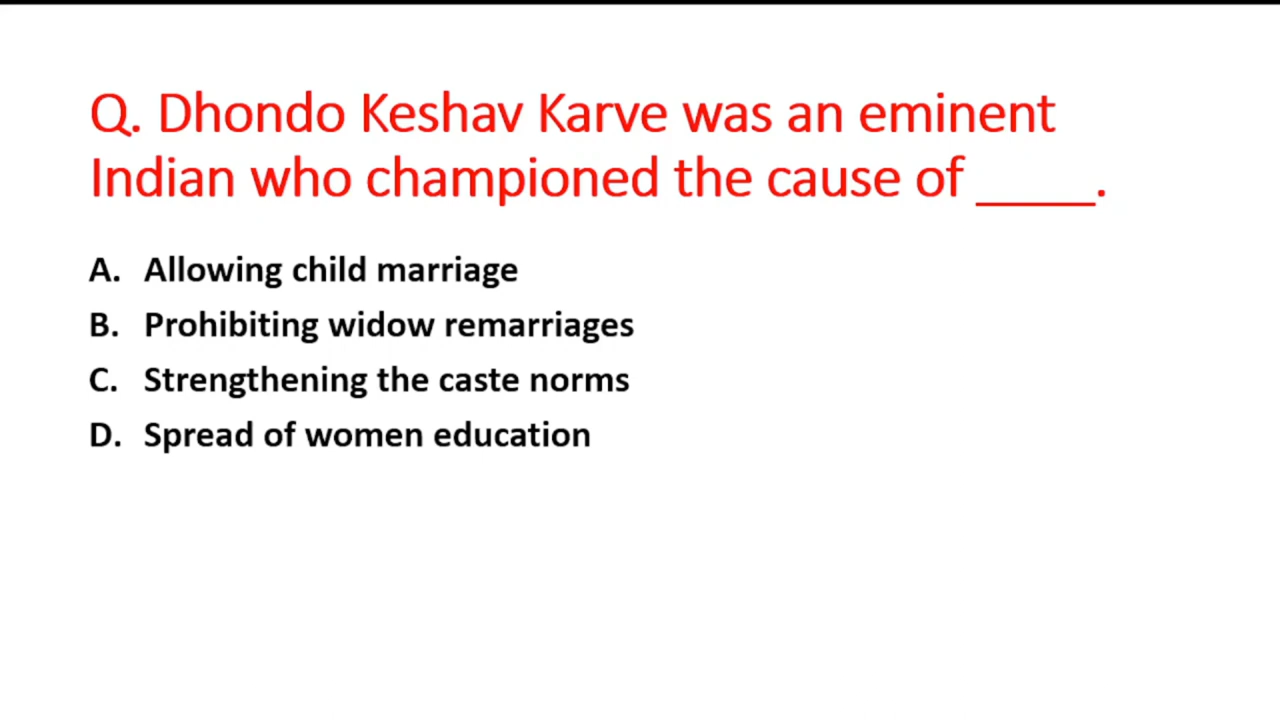 Q. Dhondo Keshav Karve was an eminent
Indian who championed the cause of ____.
A. Allowing child marriage
B. Prohibiting widow remarriages
C. Strengthening the caste norms
D. Spread of women education